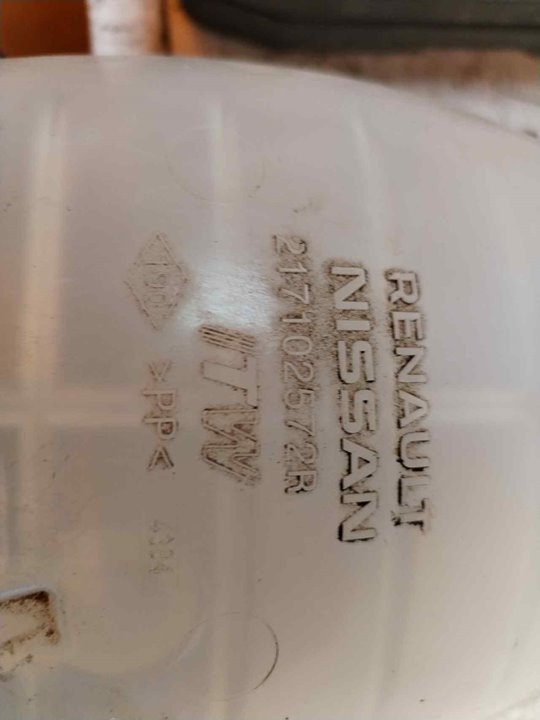 RENAULT
NISSAN
217102572R
ITW
>PP<